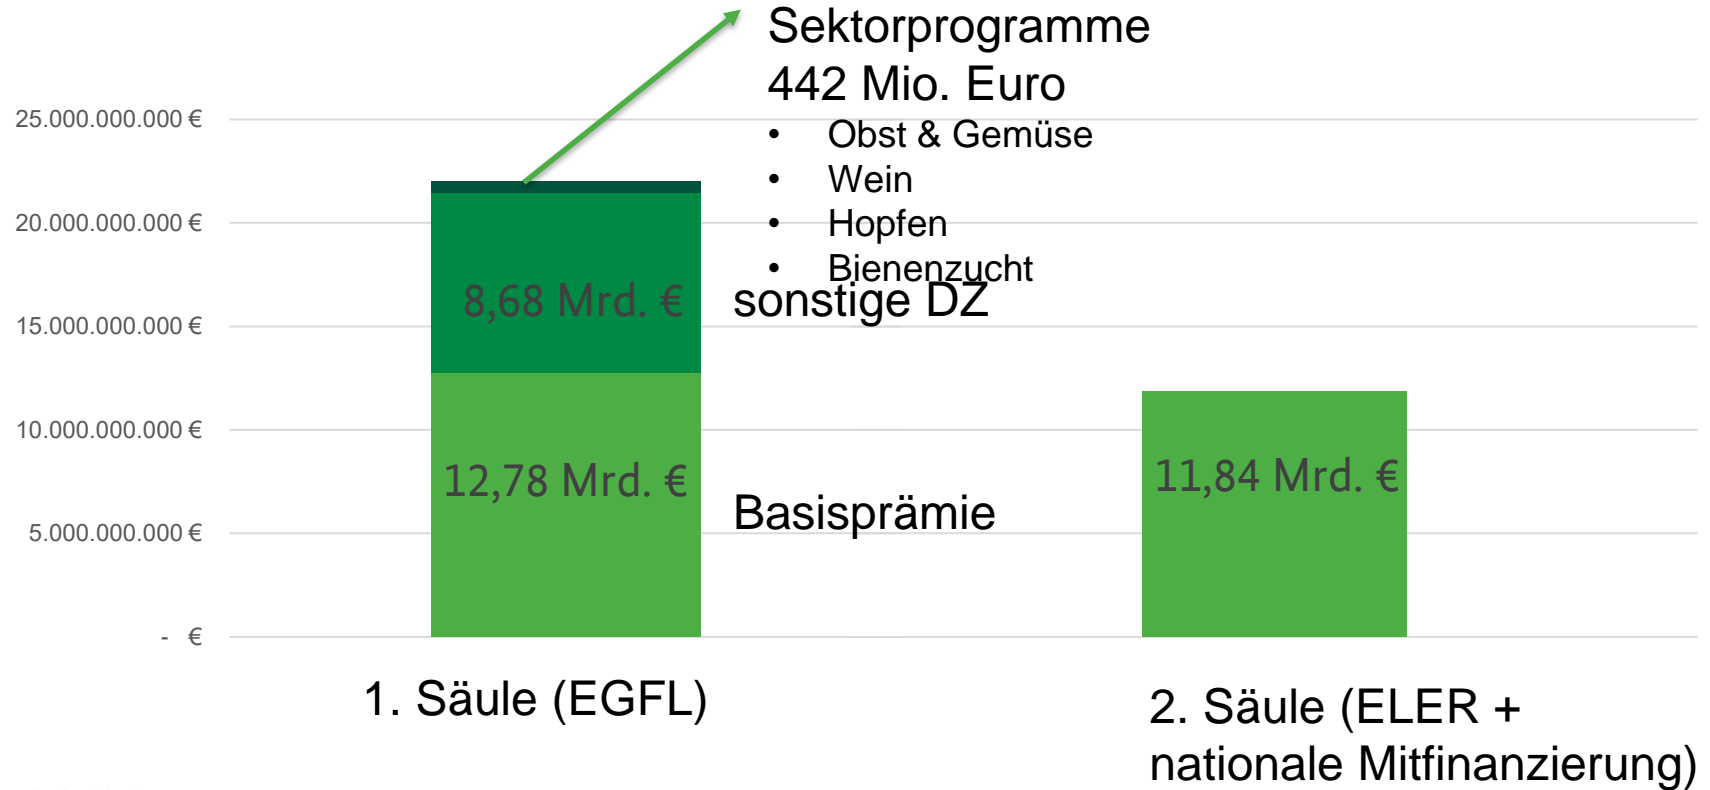 Sektorprogramme
442 Mio. Euro
• Obst & Gemüse
• Wein
• Hopfen
• Bienenzucht
25.000.000.000 €
20.000.000.000 €
15.000.000.000 €
10.000.000.000 €
5.000.000.000 €
- €
8,68 Mrd. €
sonstige DZ
12,78 Mrd. €
Basisprämie
11,84 Mrd. €
1. Säule (EGFL)
2. Säule (ELER +
nationale Mitfinanzierung)